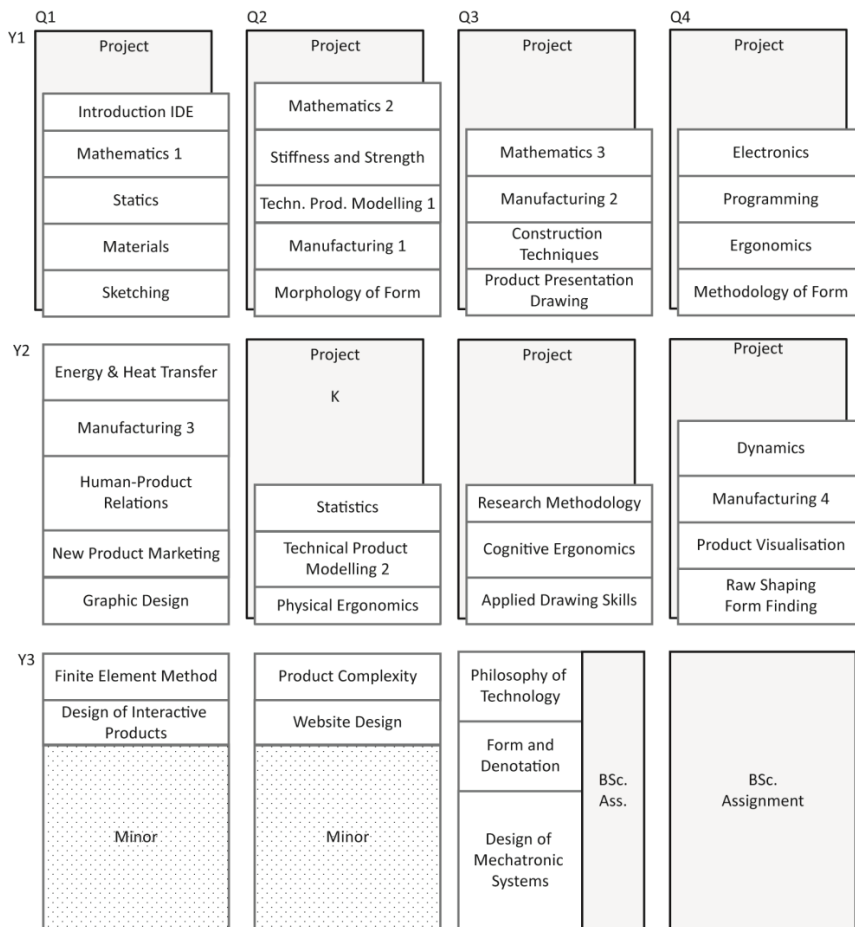 Q1
Q2
Q3
Q4
Y1
Project
Introduction IDE
Mathematics 1
Statics
Materials
Sketching
Project
Mathematics 2
Stiffness and Strength
Techn. Prod. Modelling 1
Manufacturing 1
Morphology of Form
Project
Mathematics 3
Manufacturing 2
Construction
Techniques
Product Presentation
Drawing
Project
Electronics
Programming
Ergonomics
Methodology of Form
Y2
Energy & Heat Transfer
Manufacturing 3
Human-Product
Relations
New Product Marketing
Graphic Design
Project
K
Statistics
Technical Product
Modelling 2
Physical Ergonomics
Project
Research Methodology
Cognitive Ergonomics
Applied Drawing Skills
Project
Dynamics
Manufacturing 4
Product Visualisation
Raw Shaping
Form Finding
Y3
Finite Element Method
Design of Interactive
Products
Minor
Product Complexity
Website Design
Minor
Philosophy of
Technology
Form and
Denotation
Design of
Mechatronic
Systems
BSc.
Ass.
BSc.
Assignment